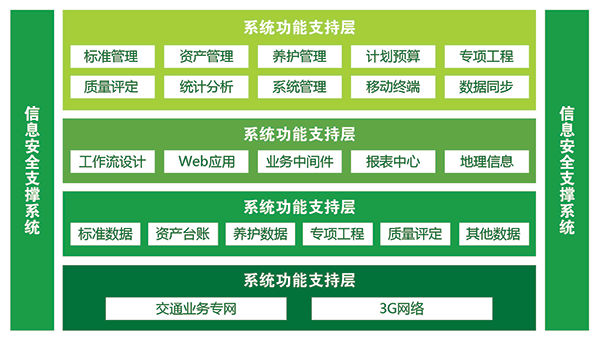 信息安全支撑系统
系统功能支持层
标准管理 资产管理 养护管理 计划预算 专项工程
质量评定 统计分析 系统管理 移动终端 数据同步
系统功能支持层
工作流设计 Web应用 业务中间件 报表中心 地理信息
系统功能支持层
标准数据 资产台账 养护数据 专项工程 质量评定 其他数据
系统功能支持层
交通业务专网 3G网络
信息安全支撑系统